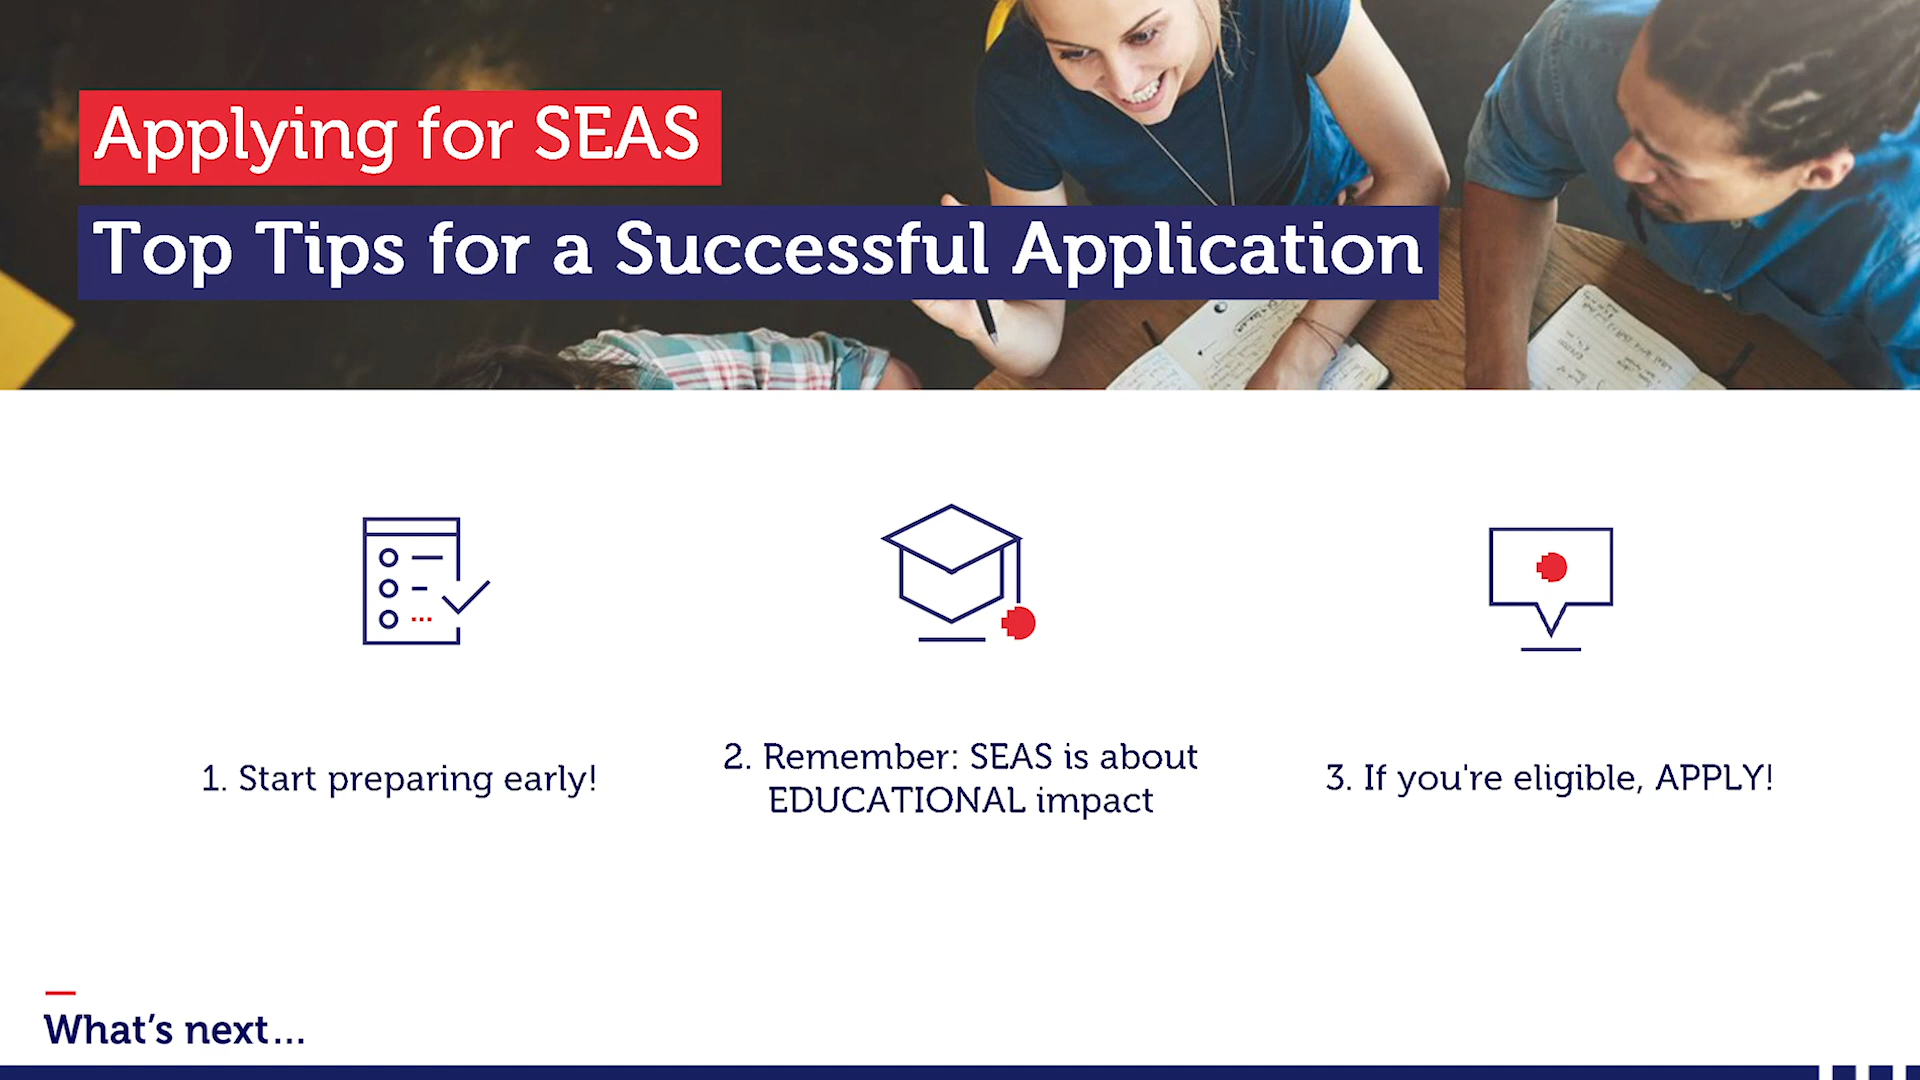 Applying for SEAS
Top Tips for a Successful Application
1. Start preparing early!
2. Remember: SEAS is about
EDUCATIONAL impact
3. If you're eligible, APPLY!
What's next...